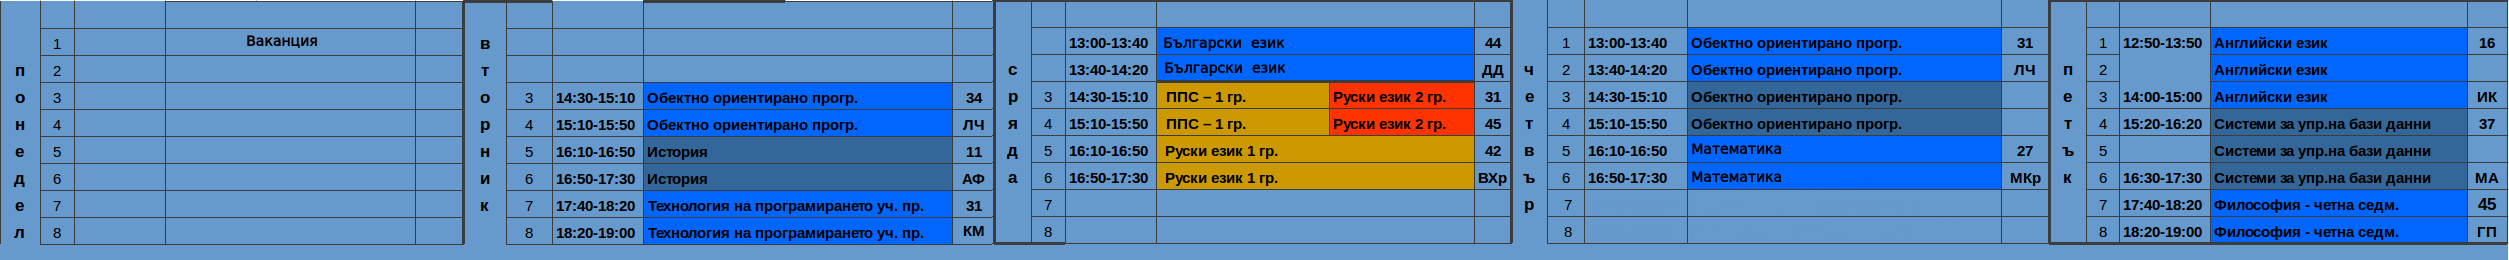 понедел
1 Ваканция
2
3
4
5
6
7
8
вторник
3 14:30-15:10 Обектно ориентирано прогр. 34
4 15:10-15:50 Обектно ориентирано прогр. ЛЧ
5 16:10-16:50 История 11
6 16:50-17:30 История АФ
7 17:40-18:20 Технология на програмирането уч. пр. 31
8 18:20-19:00 Технология на програмирането уч. пр. КМ
сряда
13:00-13:40 Български език 44
13:40-14:20 Български език ДД
3 14:30-15:10 ППС – 1 гр. Руски език 2 гр. 31
4 15:10-15:50 ППС – 1 гр. Руски език 2 гр. 45
5 16:10-16:50 Руски език 1 гр. 42
6 16:50-17:30 Руски език 1 гр. ВХр
7
8
четвър
1 13:00-13:40 Обектно ориентирано прогр. 31
2 13:40-14:20 Обектно ориентирано прогр. ЛЧ
3 14:30-15:10 Обектно ориентирано прогр.
4 15:10-15:50 Обектно ориентирано прогр.
5 16:10-16:50 Математика 27
6 16:50-17:30 Математика МКр
7
8
петък
1 12:50-13:50 Английски език 16
2 Английски език
3 14:00-15:00 Английски език ИК
4 15:20-16:20 Системи за упр.на бази данни 37
5 Системи за упр.на бази данни
6 16:30-17:30 Системи за упр.на бази данни МА
7 17:40-18:20 Философия - четна седм. 45
8 18:20-19:00 Философия - четна седм. ГП